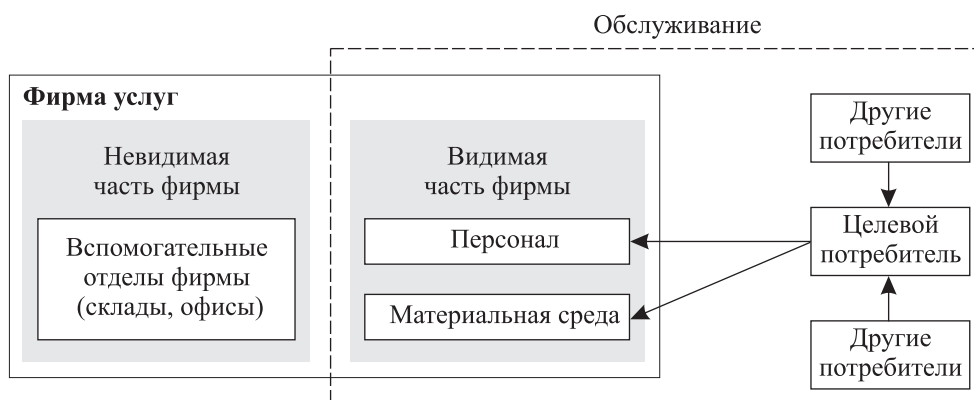 Обслуживание
Фирма услуг
Невидимая
часть фирмы
Вспомогательные
отделы фирмы
(склады, офисы)
Видимая
часть фирмы
Персонал
Материальная среда
Другие
потребители
Целевой
потребитель
Другие
потребители